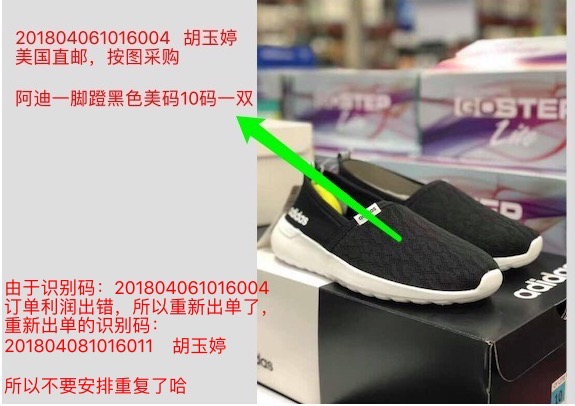 201804061016004 胡玉婷
美国直邮，按图采购
阿迪一脚蹬黑色美码10码一双
由于识别码：201804061016004
订单利润出错，所以重新出单了，
重新出单的识别码：
201804081016011 胡玉婷
所以不要安排重复了哈
GOSTEP
Lite
GOSTEP
adidas
adidas
adidas
10